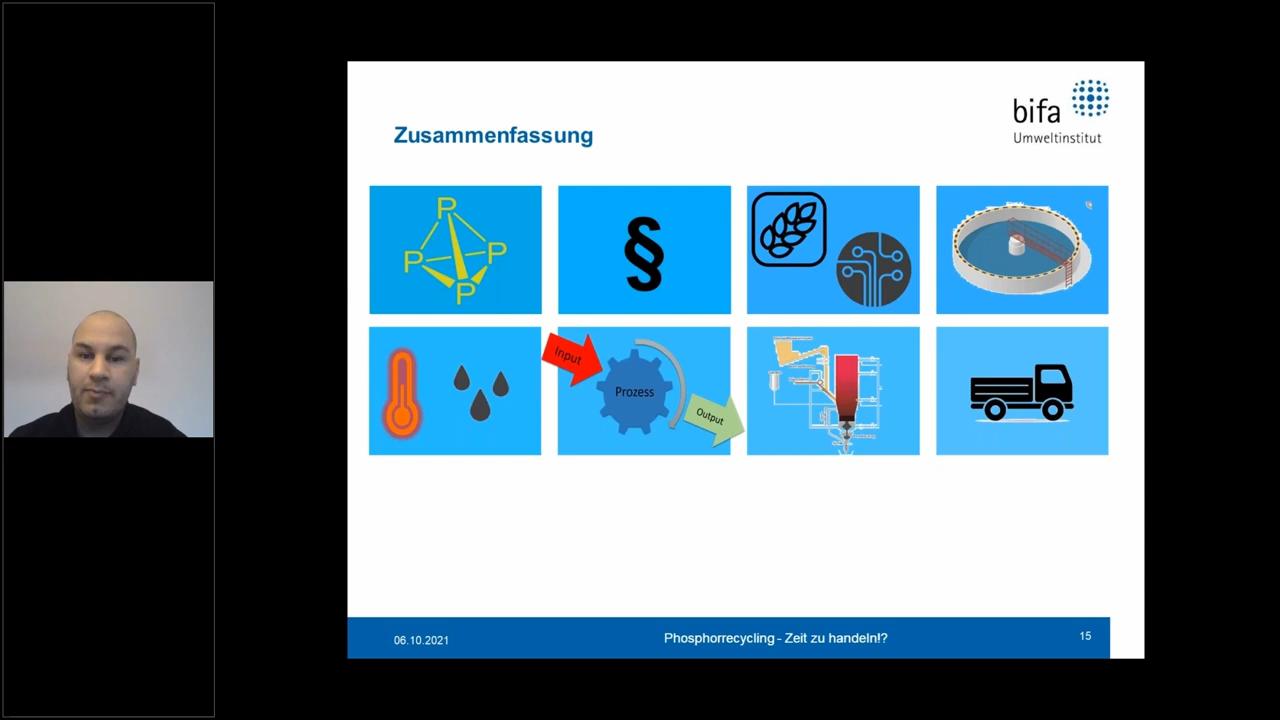 bifa
Umweltinstitut
Zusammenfassung
P
P
P
P
§
Input
Prozess
Output
06.10.2021
Phosphorrecycling - Zeit zu handeln!?
15